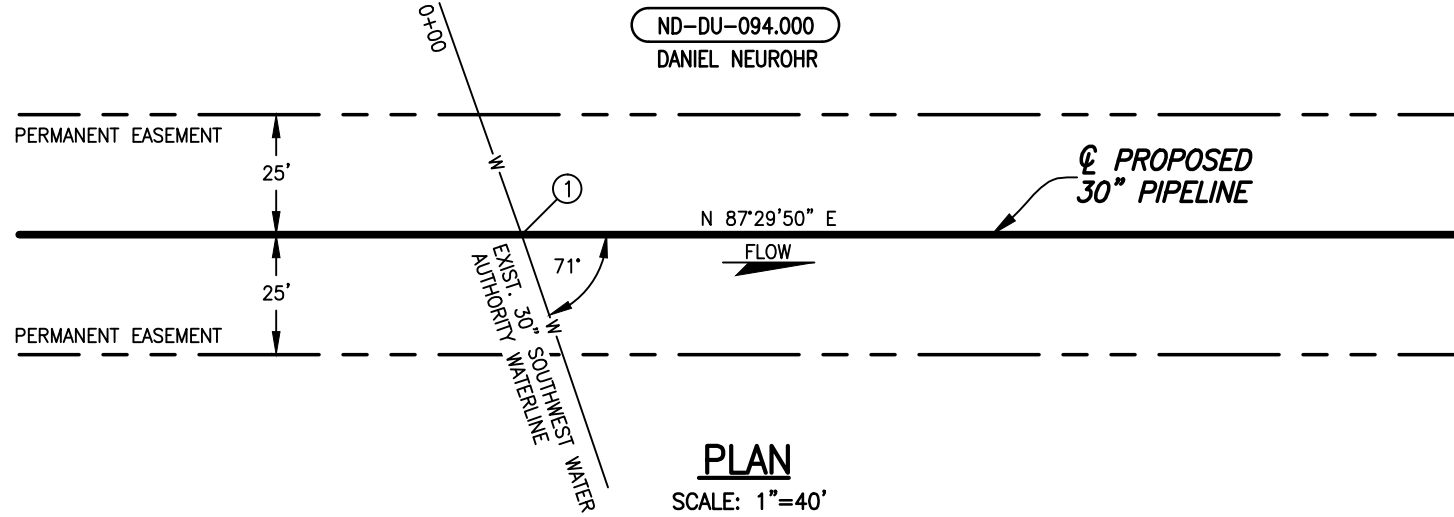 0+00
ND-DU-094.000
DANIEL NEUROHR
PERMANENT EASEMENT
25'
W
1
℄ PROPOSED
30" PIPELINE
N 87°29'50" E
FLOW
71°
EXIST. 30" SOUTHWEST WATER
AUTHORITY WATERLINE
25'
W
PERMANENT EASEMENT
PLAN
SCALE: 1"=40'